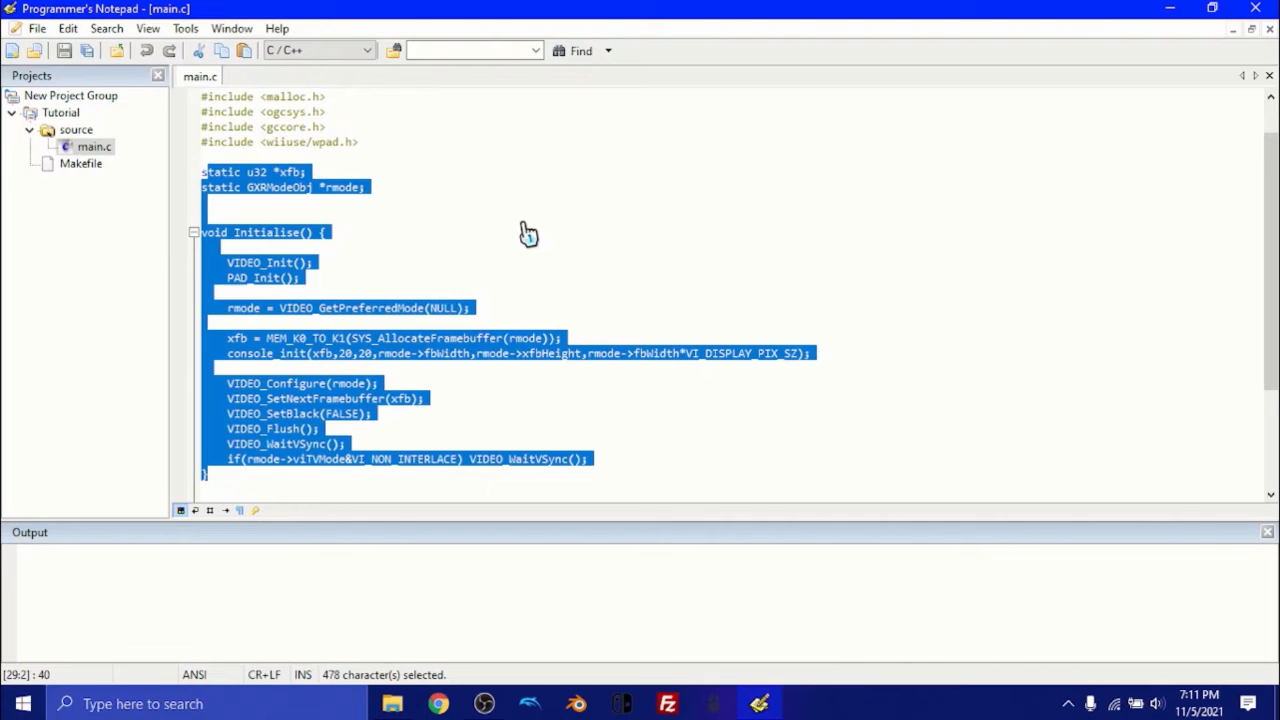 Programmer's Notepad - [main.c]
File Edit Search View Tools Window Help
C / C++
Find
Projects
main.c
New Project Group
Tutorial
source
main.c
Makefile
#include <malloc.h>
#include <ogcsys.h>
#include <gccore.h>
#include <wiiuse/wpad.h>
static u32 *xfb;
static GXRModeObj *rmode;
void Initialise() {
VIDEO_Init();
PAD_Init();
rmode = VIDEO_GetPreferredMode(NULL);
xfb = MEM_K0_TO_K1(SYS_AllocateFramebuffer(rmode));
console_init(xfb,20,20,rmode->fbWidth,rmode->xfbHeight,rmode->fbWidth*VI_DISPLAY_PIX_SZ);
VIDEO_Configure(rmode);
VIDEO_SetNextFramebuffer(xfb);
VIDEO_SetBlack(FALSE);
VIDEO_Flush();
VIDEO_WaitVSync();
if(rmode->viTVMode&VI_NON_INTERLACE) VIDEO_WaitVSync();
}
Output
[29:2] : 40
ANSI
CR+LF
INS
478 character(s) selected.
Type here to search
7:11 PM
11/5/2021